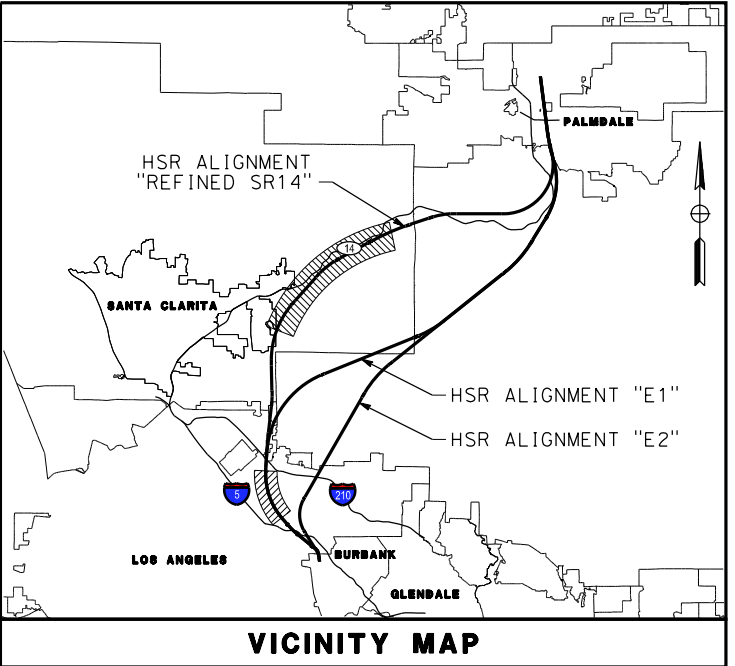 PALMDALE
HSR ALIGNMENT
"REFINED SR14"
14
SANTA CLARITA
HSR ALIGNMENT "E1"
HSR ALIGNMENT "E2"
5
210
LOS ANGELES
BURBANK
GLENDALE
VICINITY MAP